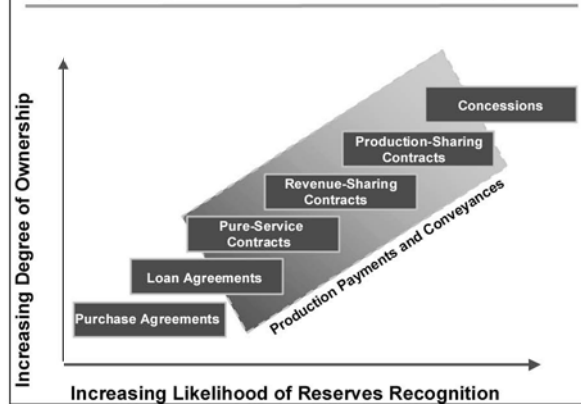 Increasing Degree of Ownership
Concessions
Production-Sharing
Contracts
Revenue-Sharing
Contracts
Pure-Service
Contracts
Loan Agreements
Purchase Agreements
Production Payments and Conveyances
Increasing Likelihood of Reserves Recognition